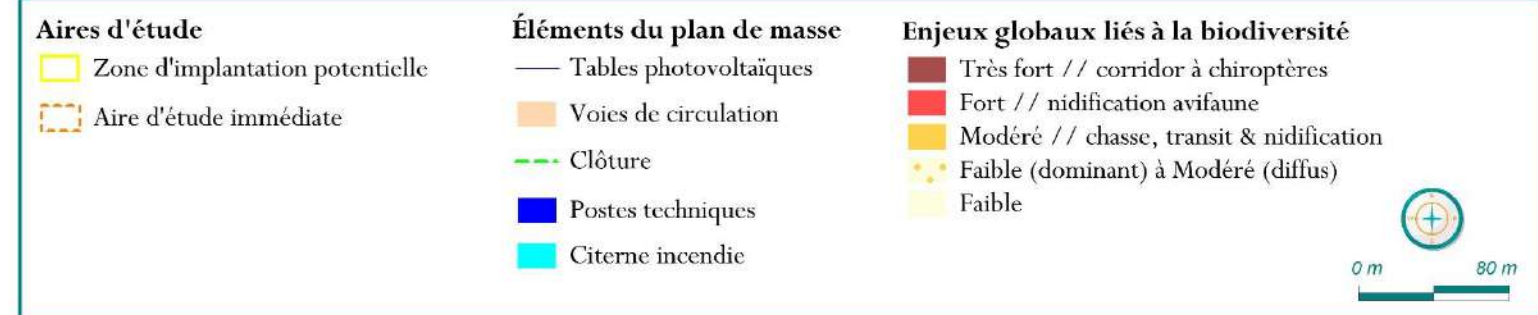 Aires d'étude
Zone d'implantation potentielle
Aire d'étude immédiate
Éléments du plan de masse
Tables photovoltaïques
Voies de circulation
Clôture
Postes techniques
Citerne incendie
Enjeux globaux liés à la biodiversité
Très fort // corridor à chiroptères
Fort // nidification avifaune
Modéré // chasse, transit & nidification
Faible (dominant) à Modéré (diffus)
Faible
0 m 80 m